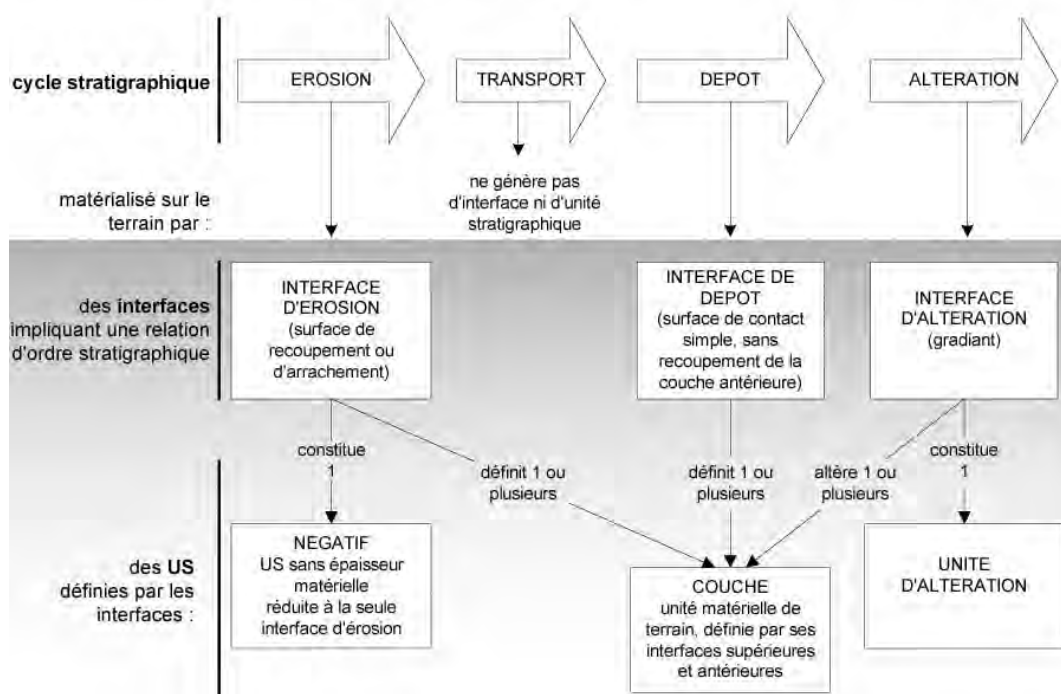 cycle stratigraphique
EROSION
TRANSPORT
DEPOT
ALTERATION
matérialisé sur le
terrain par :
ne génère pas
d'interface ni d'unité
stratigraphique
des interfaces
impliquant une relation
d'ordre stratigraphique
INTERFACE
D'EROSION
(surface de
recoupement ou
d'arrachement)
INTERFACE DE
DEPOT
(surface de contact
simple, sans
recoupement de la
couche antérieure)
INTERFACE
D'ALTERATION
(gradiant)
constitue
1
définit 1 ou
plusieurs
définit 1 ou
plusieurs
altère 1 ou
plusieurs
constitue
1
des US
définies par les
interfaces :
NEGATIF
US sans épaisseur
matérielle
réduite à la seule
interface d'érosion
COUCHE
unité matérielle de
terrain, définie par ses
interfaces supérieures
et antérieures
UNITE
D'ALTERATION